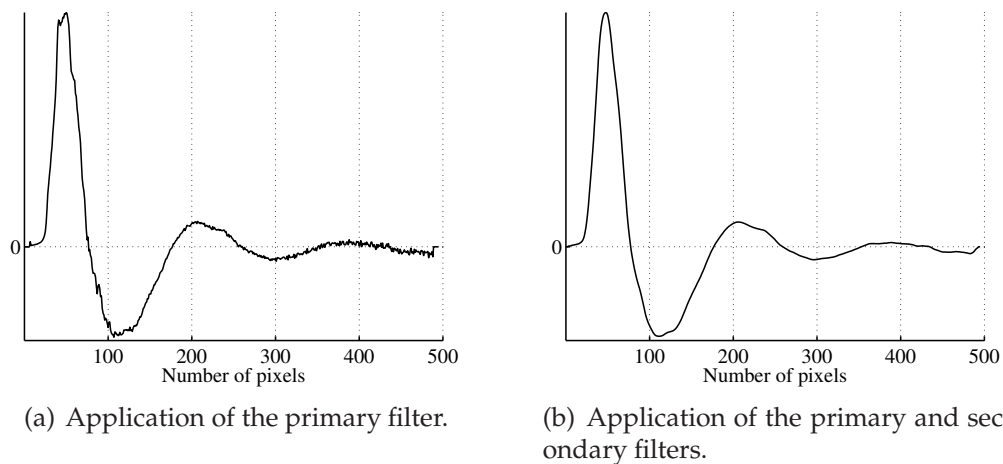 0
100 200 300 400 500
Number of pixels
(a) Application of the primary filter.
0
100 200 300 400 500
Number of pixels
(b) Application of the primary and sec
ondary filters.